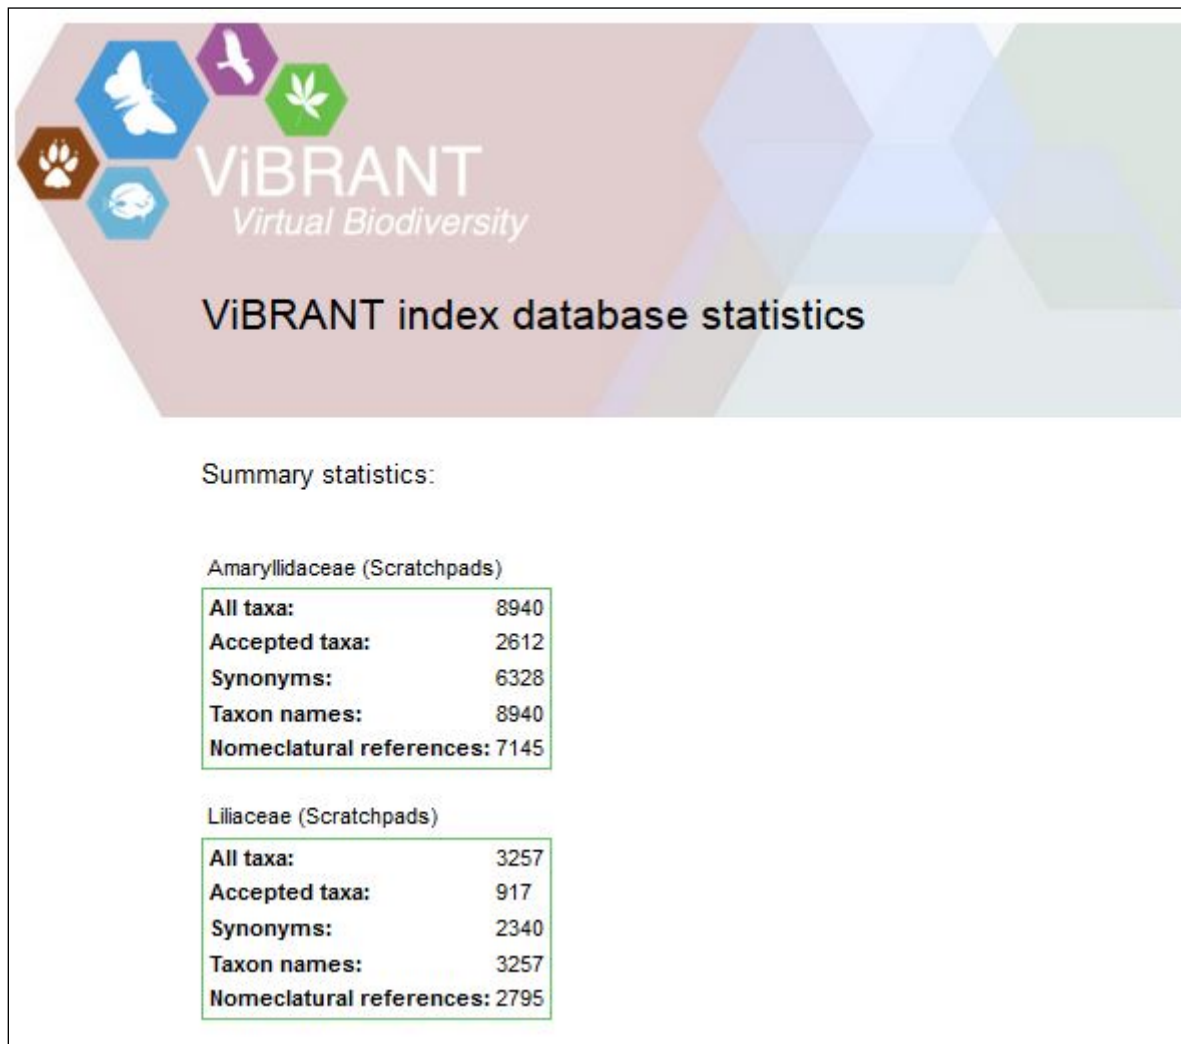 ViBRANT
Virtual Biodiversity
ViBRANT index database statistics
Summary statistics:
Amaryllidaceae (Scratchpads)
All taxa: 8940
Accepted taxa: 2612
Synonyms: 6328
Taxon names: 8940
Nomeclatural references: 7145
Liliaceae (Scratchpads)
All taxa: 3257
Accepted taxa: 917
Synonyms: 2340
Taxon names: 3257
Nomeclatural references: 2795